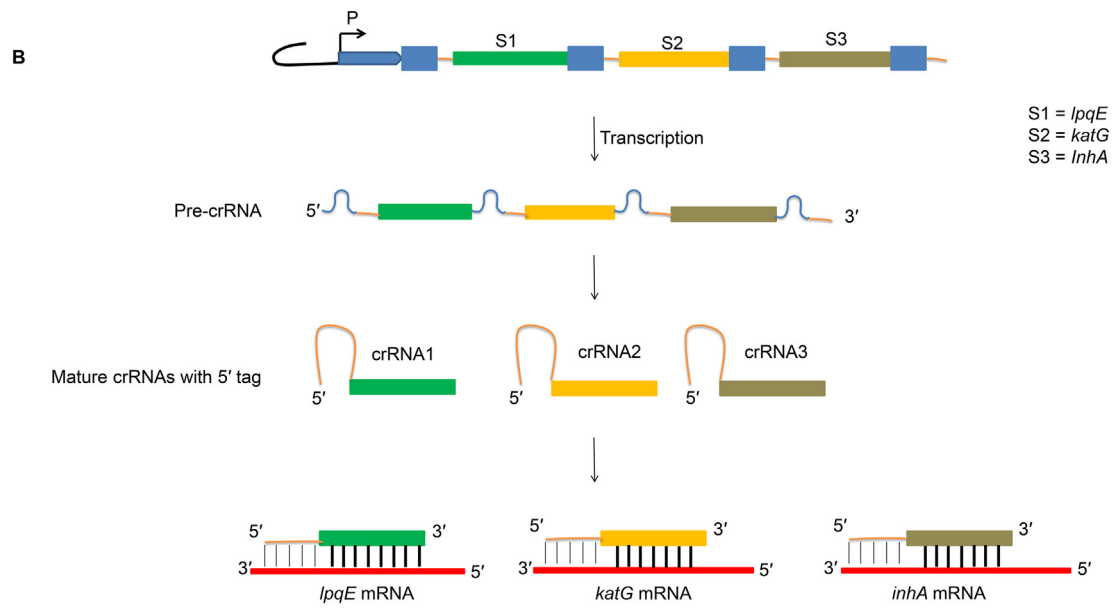 P
B
S1
S2
S3
S1 = lpqE
S2 = katG
S3 = InhA
Transcription
Pre-crRNA
5′
3′
crRNA1
crRNA2
crRNA3
Mature crRNAs with 5′ tag
5′
5′
5′
5′
3′
5′
3′
5′
3′
3′
5′
3′
5′
3′
5′
lpqE mRNA
katG mRNA
inhA mRNA